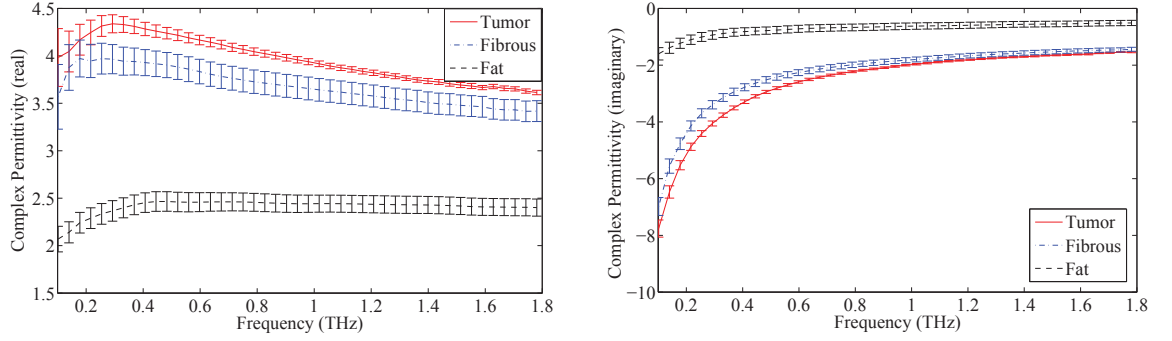 4.5
4
3.5
3
2.5
2
1.5
Complex Permittivity (real)
0.2 0.4 0.6 0.8 1 1.2 1.4 1.6 1.8
Frequency (THz)
Tumor
Fibrous
Fat
0
−2
−4
−6
−8
−10
Complex Permittivity (imaginary)
0.2 0.4 0.6 0.8 1 1.2 1.4 1.6 1.8
Frequency (THz)
Tumor
Fibrous
Fat